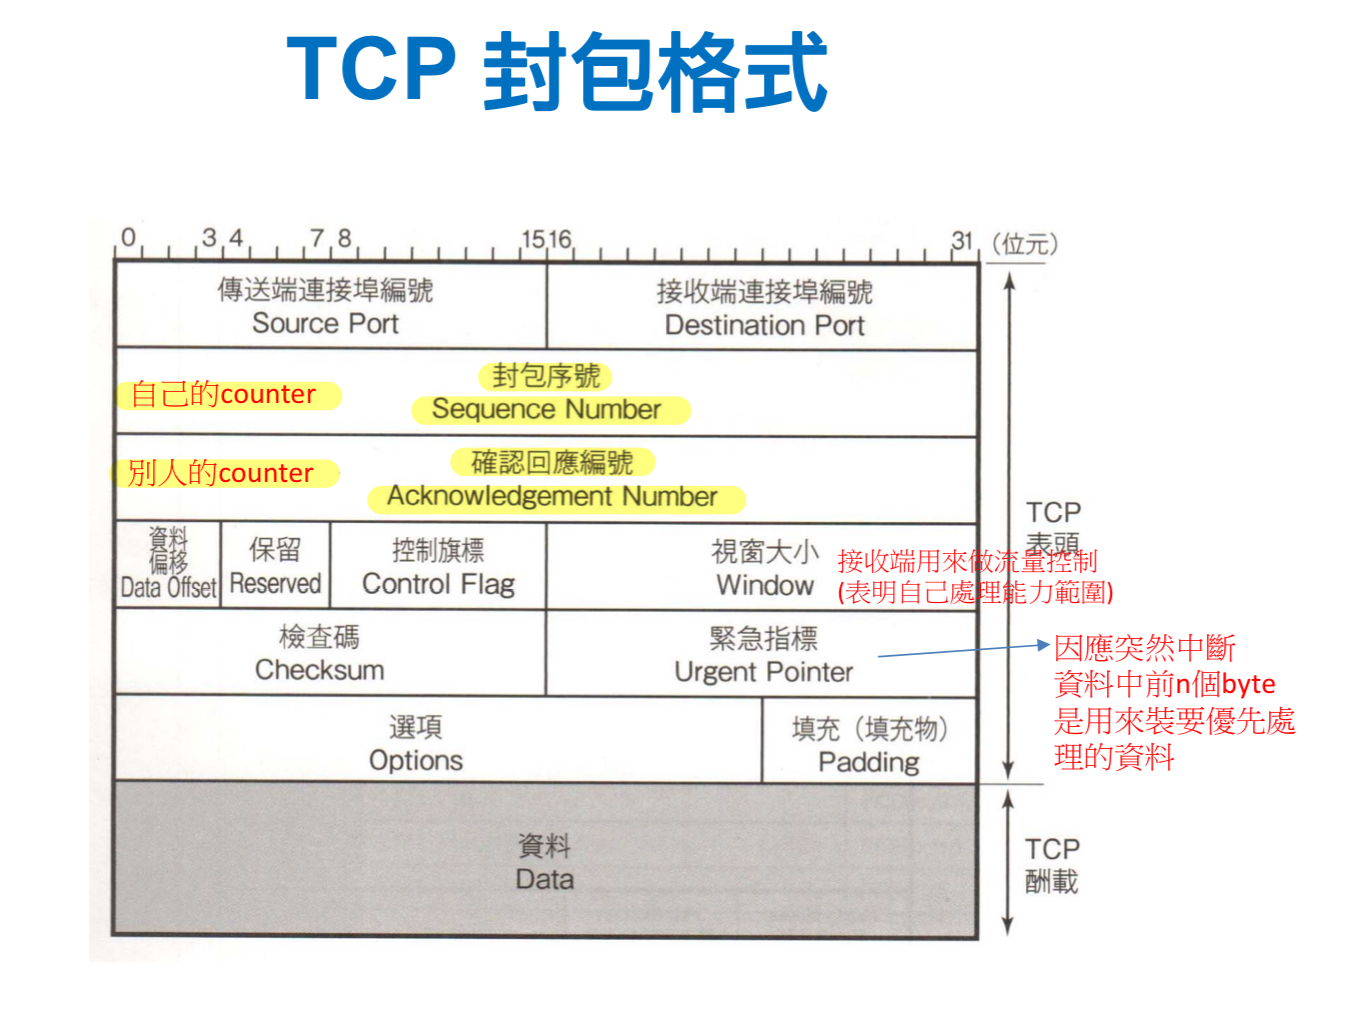 TCP 封包格式
0 3 4 7 8 15 16 31 (位元)
傳送端連接埠編號
Source Port
接收端連接埠編號
Destination Port
自己的counter
封包序號
Sequence Number
別人的counter
確認回應編號
Acknowledgement Number
資料
偏移
Data Offset
保留
Reserved
控制旗標
Control Flag
視窗大小
Window
接收端用來做流量控制
(表明自己處理能力範圍)
TCP
表頭
檢查碼
Checksum
緊急指標
Urgent Pointer
因應突然中斷
資料中前n個byte
是用來裝要優先處
理的資料
選項
Options
填充（填充物）
Padding
資料
Data
TCP
酬載